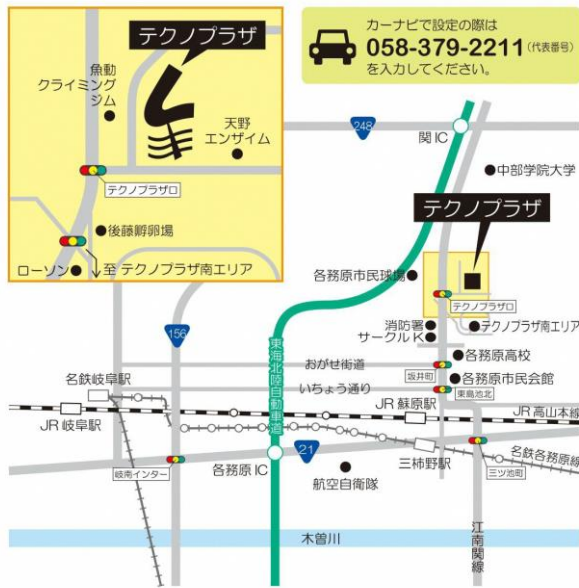 テクノプラザ
魚動
クライミング
ジム
天野
エンザイム
テクノプラザ口
後藤孵卵場
ローソン
至 テクノプラザ南エリア
カーナビで設定の際は
058-379-2211(代表番号)
を入力してください。
248
関IC
中部学院大学
テクノプラザ
各務原市民球場
テクノプラザ口
消防署
サークルK
テクノプラザ南エリア
156
東海北陸自動車道
おがせ街道
各務原高校
坂井町
各務原市民会館
いちょう通り
東島池北
名鉄岐阜駅
JR 岐阜駅
JR 蘇原駅
JR 高山本線
21
岐南インター
各務原 IC
三柿野駅
名鉄各務原線
航空自衛隊
三ツ池町
木曽川
江南関線